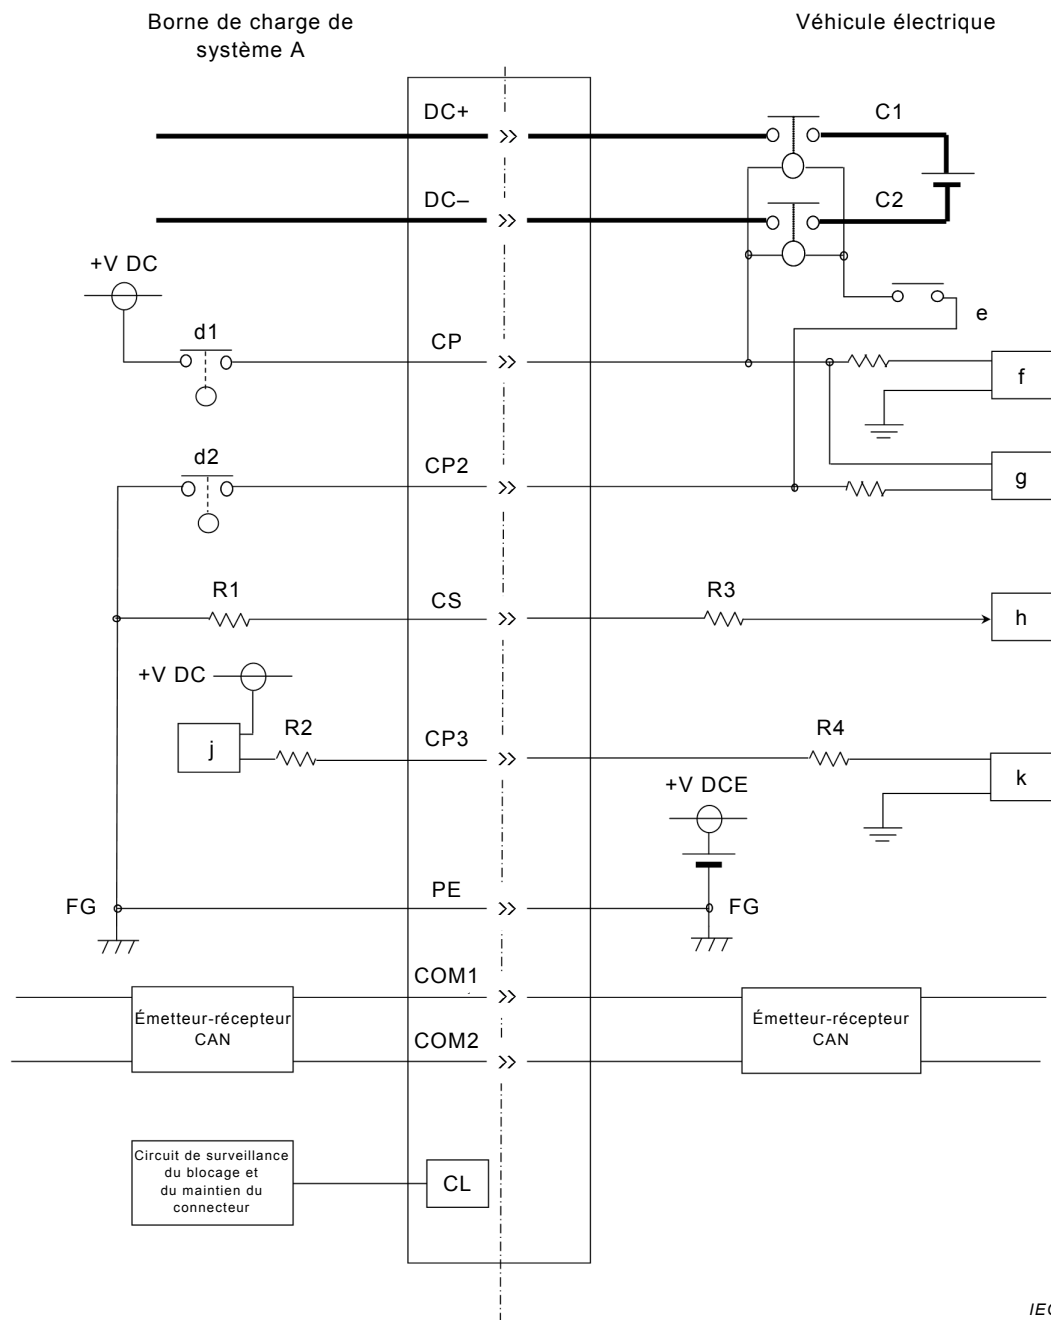 Borne de charge de
système A
Véhicule électrique
DC+
C1
DC–
C2
+V DC
e
d1
CP
f
d2
CP2
g
R1
CS
R3
h
+V DC
j
R2
CP3
R4
k
+V DCE
FG
PE
FG
COM1
Émetteur-récepteur
CAN
COM2
Émetteur-récepteur
CAN
Circuit de surveillance
du blocage et
du maintien du
connecteur
CL
IEC